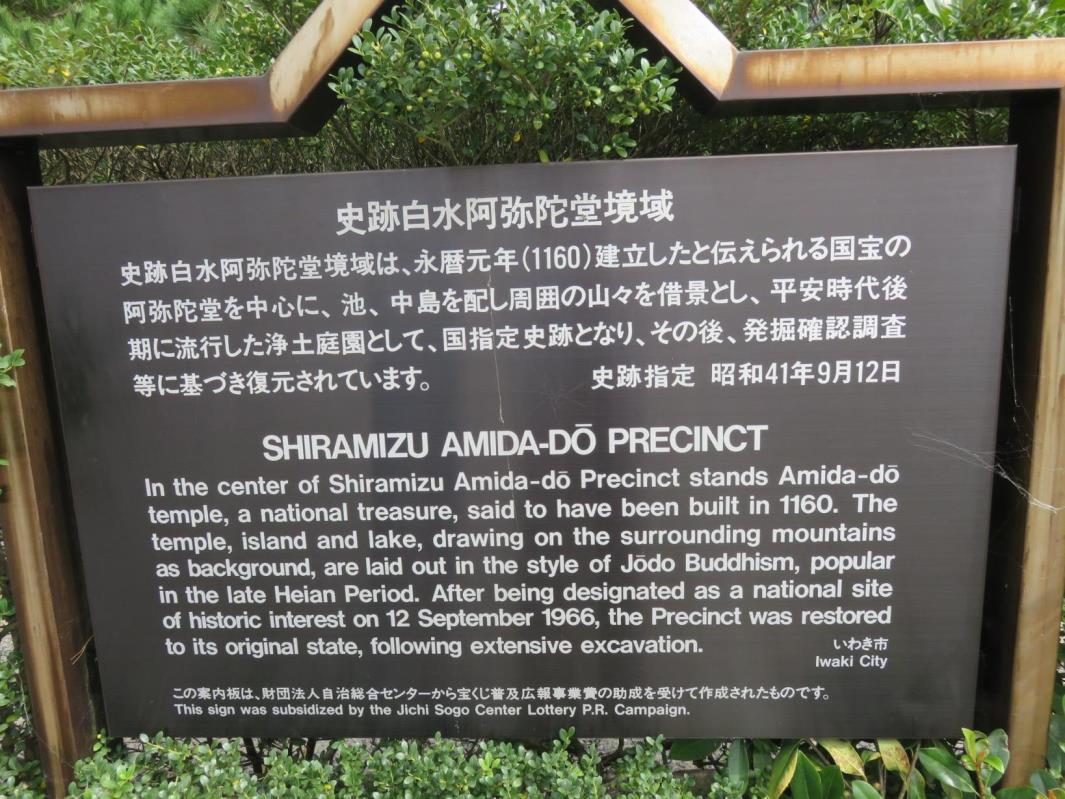 史跡白水阿弥陀堂境域
史跡白水阿弥陀堂境域は、永暦元年(1160)建立したと伝えられる国宝の
阿弥陀堂を中心に、池、中島を配し周囲の山々を借景とし、平安時代後
期に流行した浄土庭園として、国指定史跡となり、その後、発掘確認調査
等に基づき復元されています。 史跡指定 昭和41年9月12日
SHIRAMIZU AMIDA-DŌ PRECINCT
In the center of Shiramizu Amida-dō Precinct stands Amida-dō
temple, a national treasure, said to have been built in 1160. The
temple, island and lake, drawing on the surrounding mountains
as background, are laid out in the style of Jōdo Buddhism, popular
in the late Heian Period. After being designated as a national site
of historic interest on 12 September 1966, the Precinct was restored
to its original state, following extensive excavation.
いわき市
Iwaki City
この案内板は、財団法人自治総合センターから宝くじ普及広報事業費の助成を受けて作成されたものです。
This sign was subsidized by the Jichi Sogo Center Lottery P.R. Campaign.